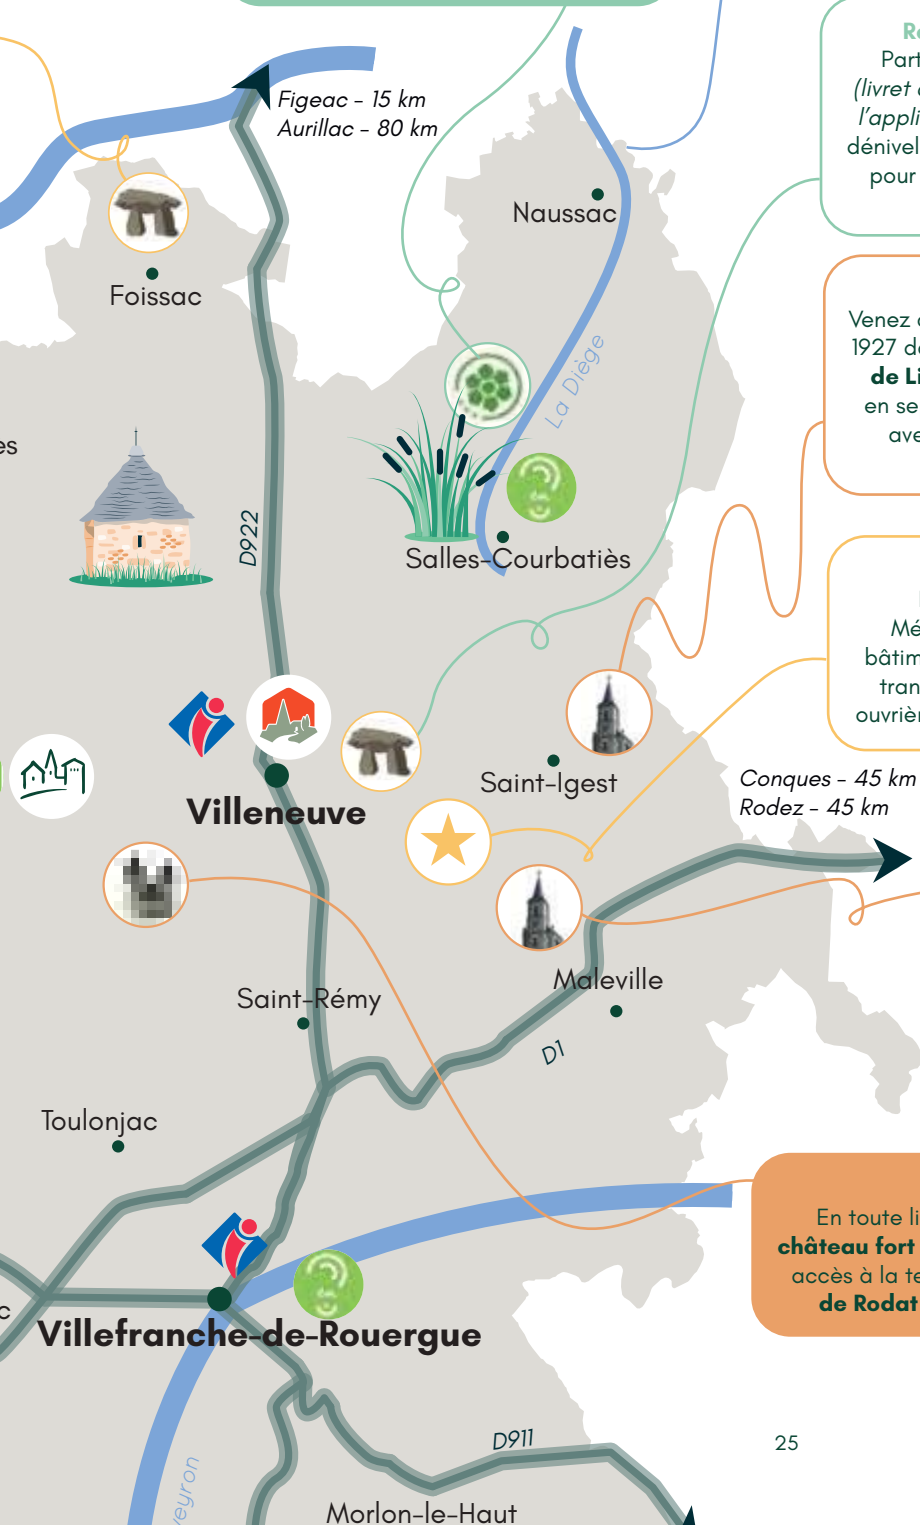 Figeac - 15 km
Aurillac - 80 km
Naussac
Foissac
La Diège
es
D922
Salles-Courbatiès
Villeneuve
Saint-Igest
Conques - 45 km
Rodez - 45 km
Maleville
Saint-Rémy
D1
Toulonjac
c
Villefranche-de-Rouergue
D911
veyron
Morlon-le-Haut
Part
(livret
l'appli
dénivel
pour
Venez
1927 d
de Li
en se
ave
Mé
bâtim
tran
ouvrièr
En toute li
château fort
accès à la te
de Rodat
25